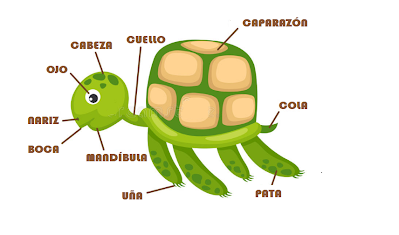 CAPARAZÓN
CUELLO
CABEZA
OJO
COLA
NARIZ
BOCA
MANDÍBULA
UÑA
PATA